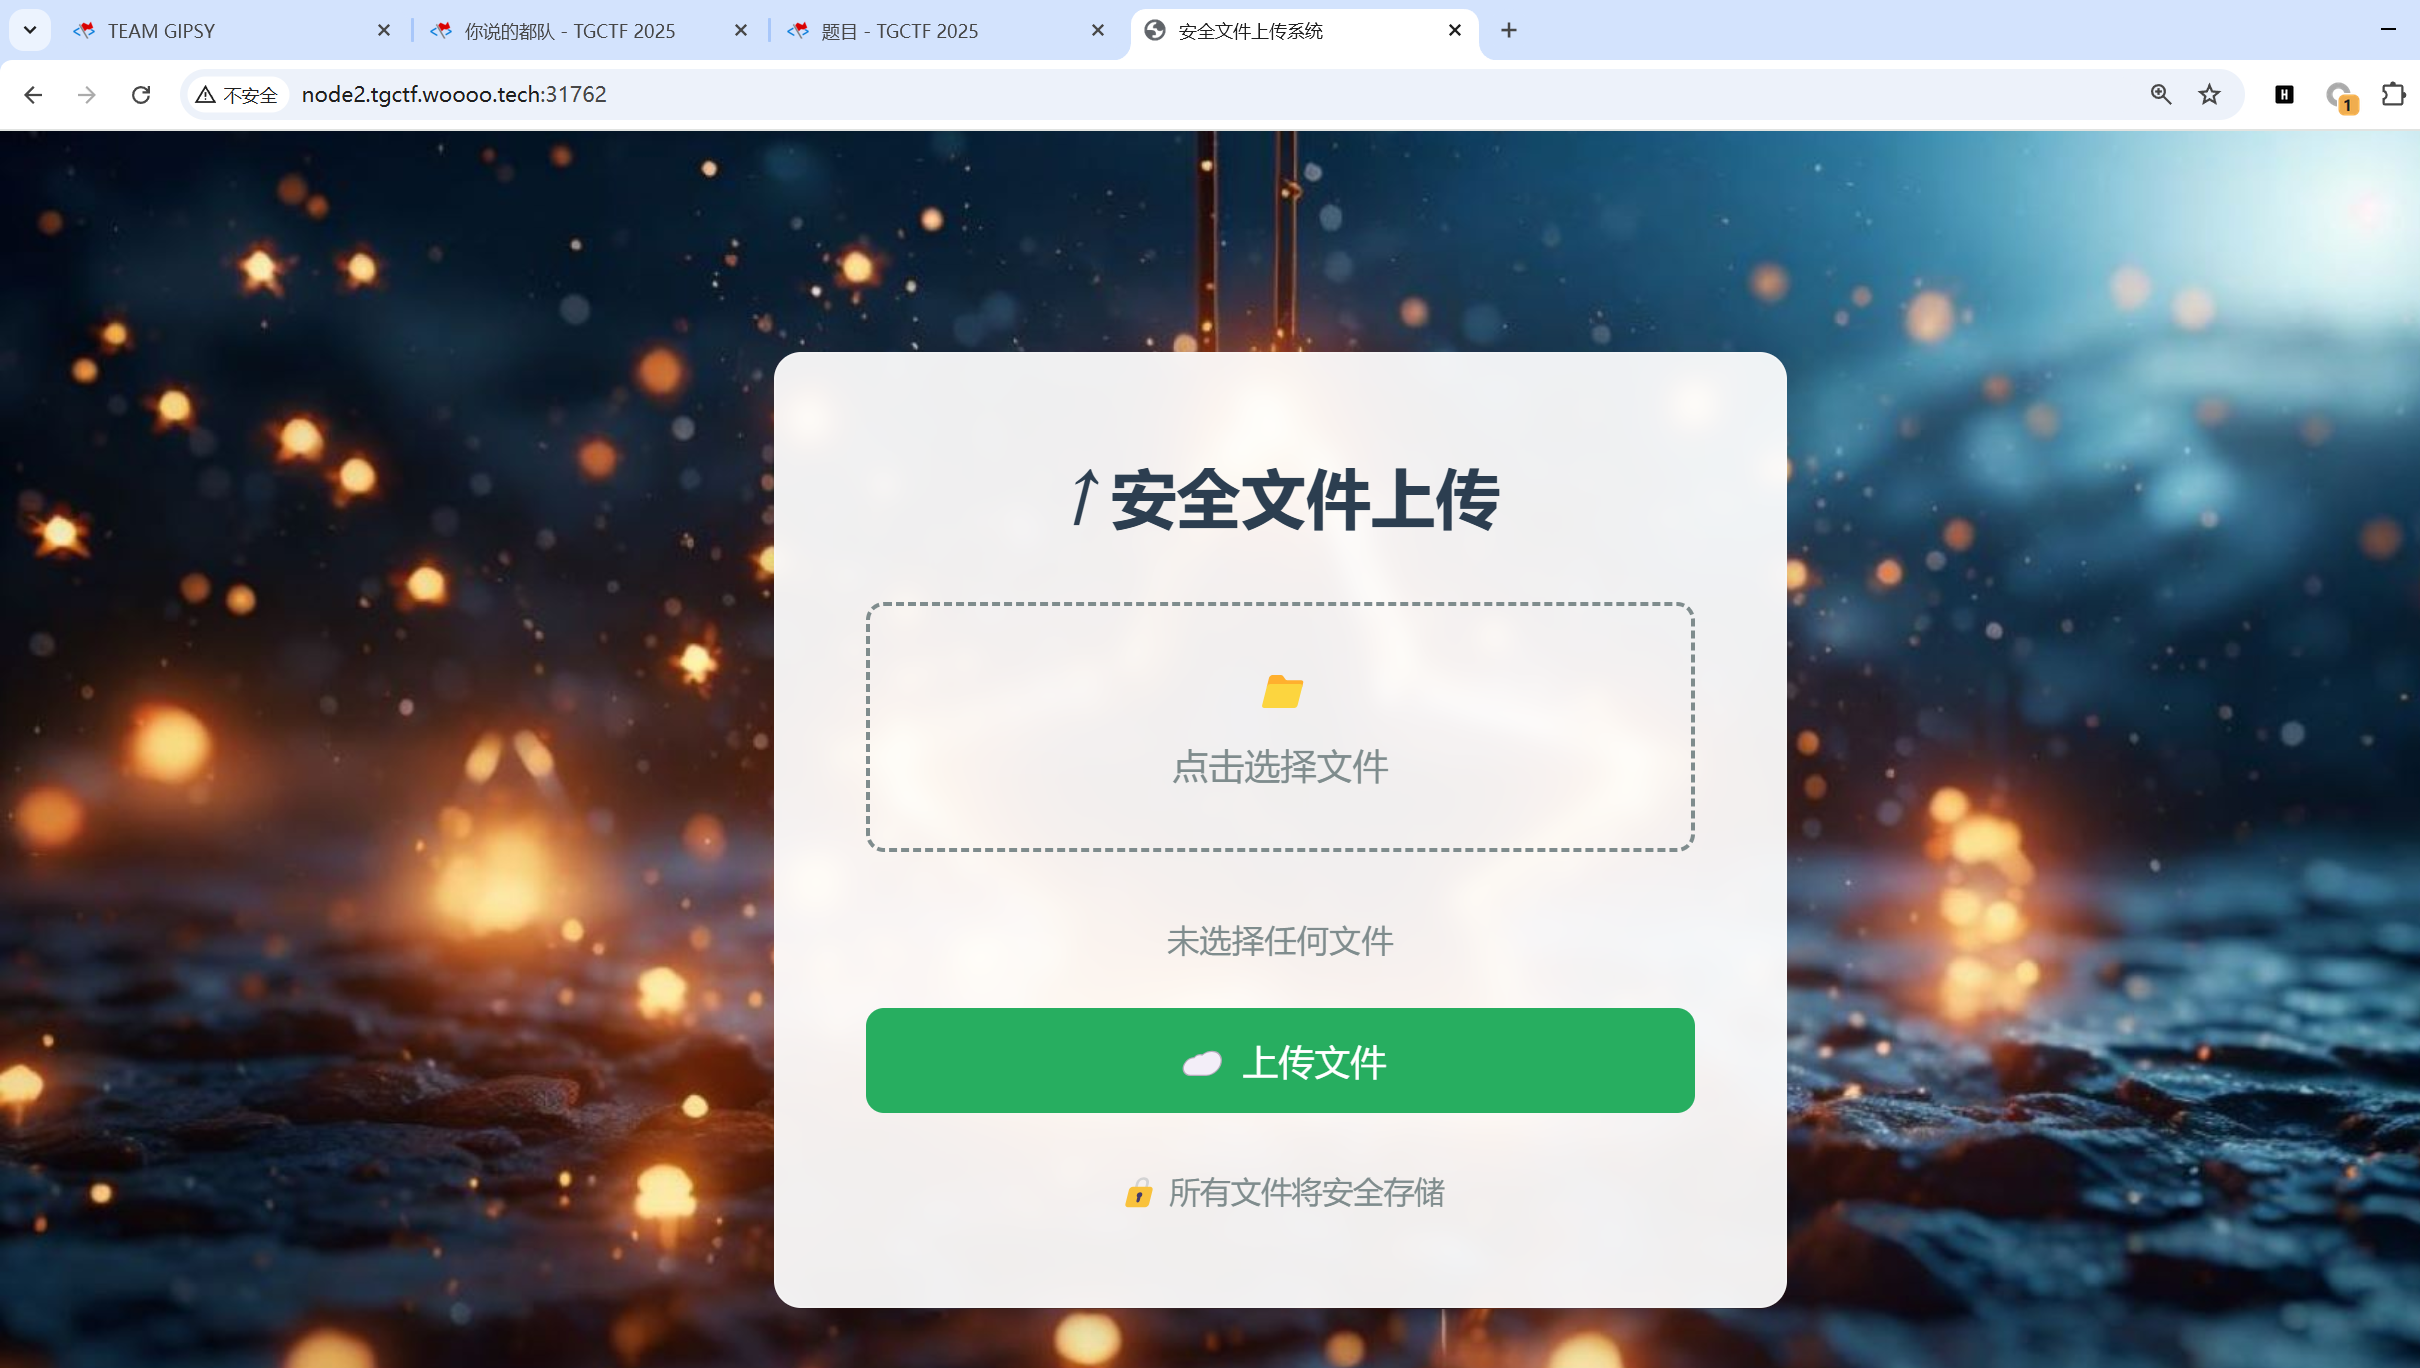 TEAM GIPSY
你说的都队 - TGCTF 2025
题目 - TGCTF 2025
安全文件上传系统
不安全
node2.tgctf.woooo.tech:31762
H
1
↑安全文件上传
点击选择文件
未选择任何文件
上传文件
所有文件将安全存储